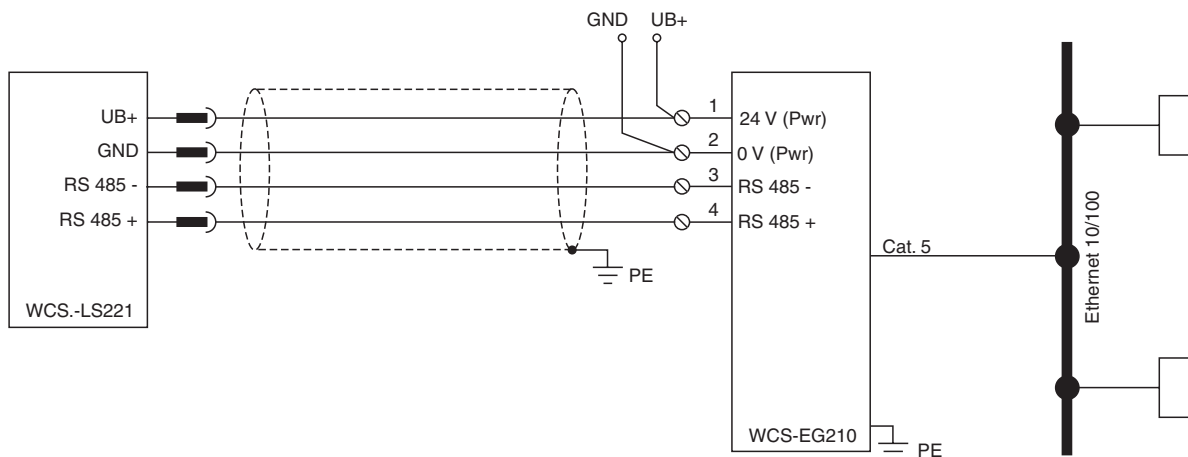 GND UB+
UB+
GND
RS 485 -
RS 485 +
WCS.-LS221
PE
1
2
3
4
24 V (Pwr)
0 V (Pwr)
RS 485 -
RS 485 +
WCS-EG210
PE
Cat. 5
Ethernet 10/100